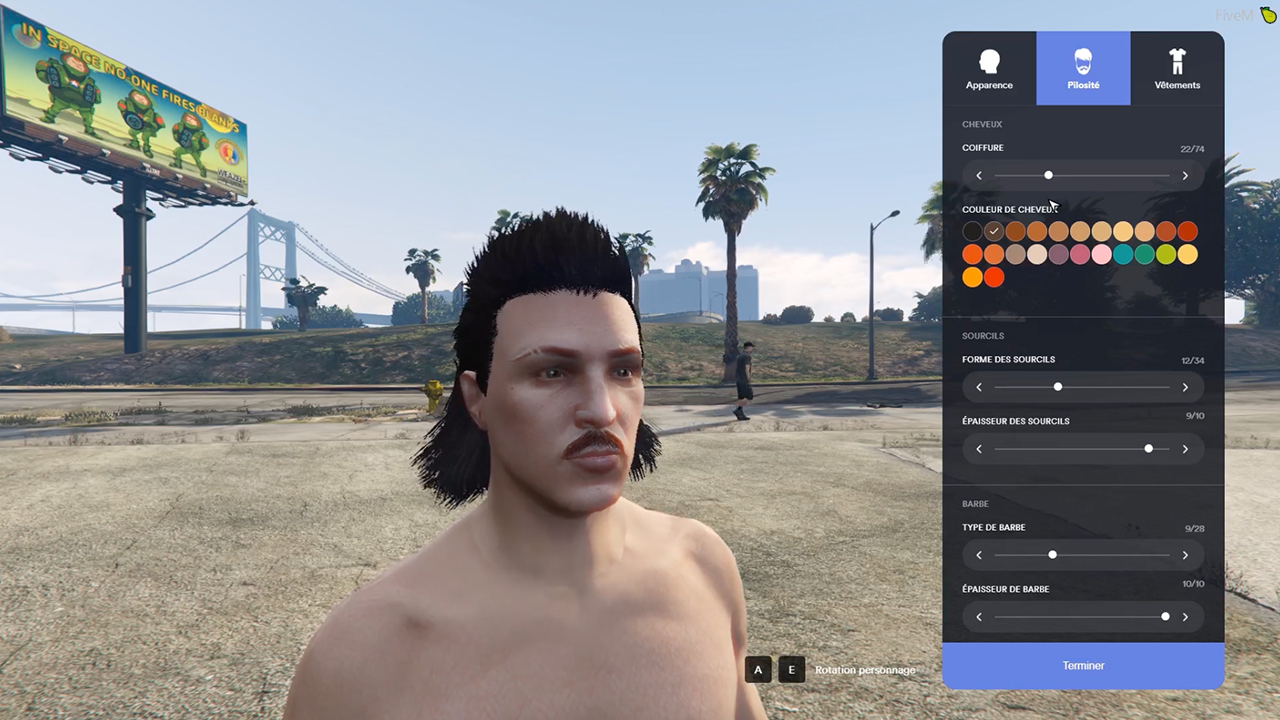 FiveM
IN SPACE NO ONE FIRES BLANKS
Apparence
Pilosité
Vêtements
CHEVEUX
COIFFURE
22/74
COULEUR DE CHEVEUX
SOURCILS
FORME DES SOURCILS
12/34
ÉPAISSEUR DES SOURCILS
9/10
BARBE
TYPE DE BARBE
9/28
ÉPAISSEUR DE BARBE
10/10
A
E
Rotation personnage
Terminer